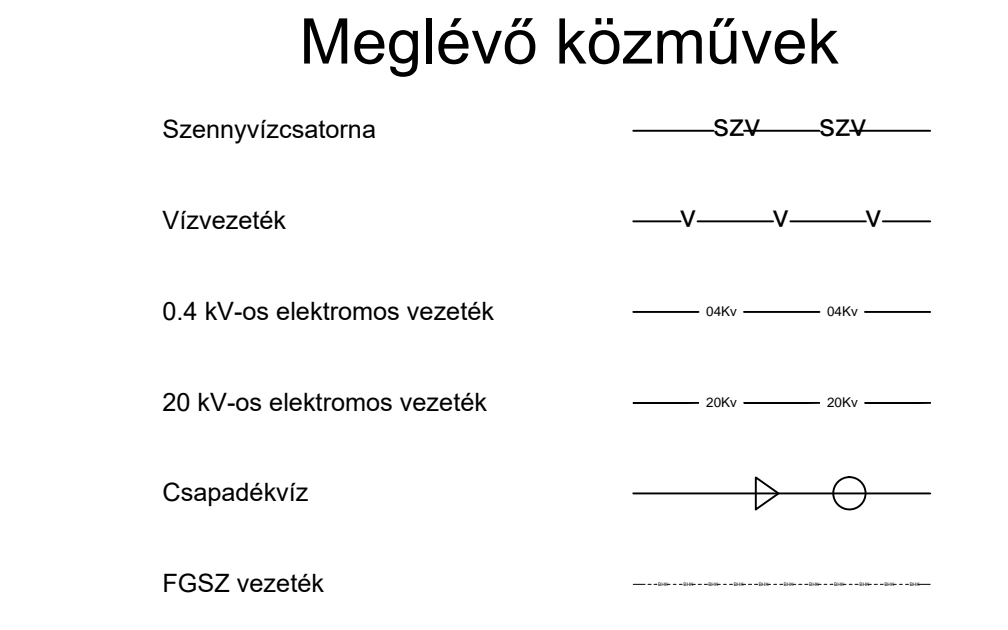 Meglévő közművek
Szennyvízcsatorna SZV SZV
Vízvezeték V V V
0.4 kV-os elektromos vezeték 04Kv 04Kv
20 kV-os elektromos vezeték 20Kv 20Kv
Csapadékvíz
FGSZ vezeték